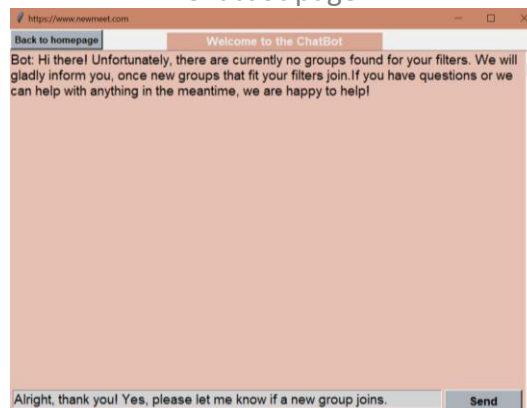 https://www.newmeet.com
Back to homepage
Welcome to the ChatBot
Bot: Hi there! Unfortunately, there are currently no groups found for your filters. We will
gladly inform you, once new groups that fit your filters join.If you have questions or we
can help with anything in the meantime, we are happy to help!
Alright, thank you! Yes, please let me know if a new group joins.
Send